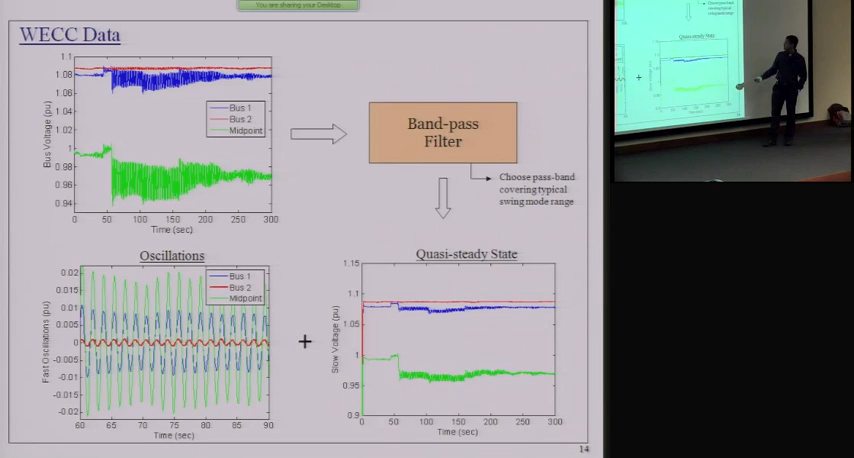 You are sharing your Desktop
WECC Data
1.1
1.08
1.06
1.04
1.02
1
0.98
0.96
0.94
Bus Voltage (pu)
Bus 1
Bus 2
Midpoint
0
50
100
150
200
250
300
Time (sec)
Band-pass
Filter
Choose pass-band
covering typical
swing mode range
Oscillations
0.02
0.015
0.01
0.005
0
-0.005
-0.01
-0.015
-0.02
Fast Oscillations (pu)
Bus 1
Bus 2
Midpoint
60
65
70
75
80
85
90
Time (sec)
+
Quasi-steady State
1.15
1.1
1.05
1
0.95
0.9
Slow Voltage (pu)
0
50
100
150
200
250
300
Time (sec)
14
Quasi-steady State
+